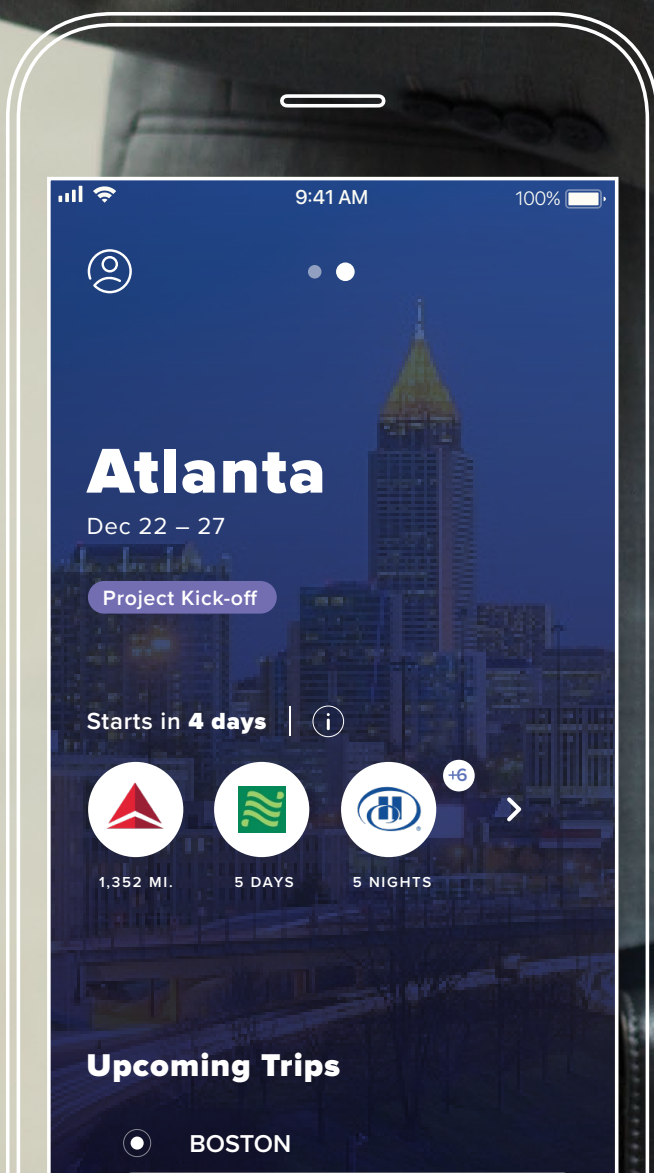 9:41 AM
100%
Atlanta
Dec 22 – 27
Project Kick-off
Starts in 4 days
+6
1,352 MI.
5 DAYS
5 NIGHTS
Upcoming Trips
BOSTON